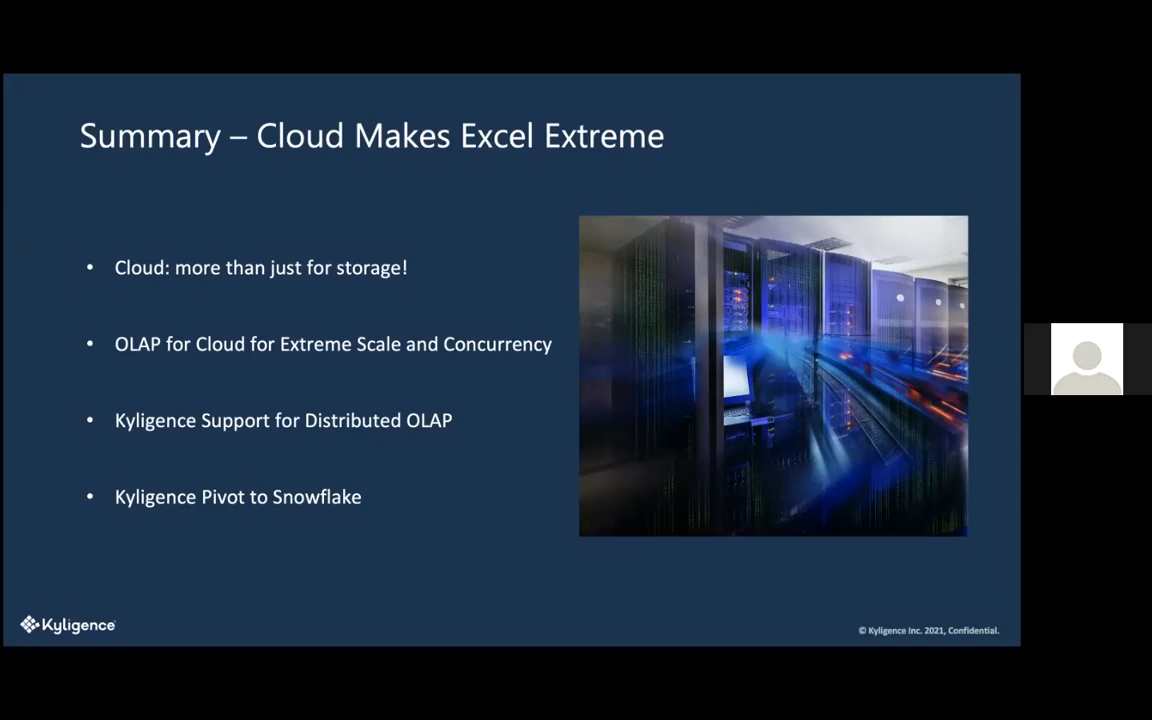 Summary – Cloud Makes Excel Extreme
• Cloud: more than just for storage!
• OLAP for Cloud for Extreme Scale and Concurrency
• Kyligence Support for Distributed OLAP
• Kyligence Pivot to Snowflake
Kyligence
© Kyligence Inc. 2021, Confidential.